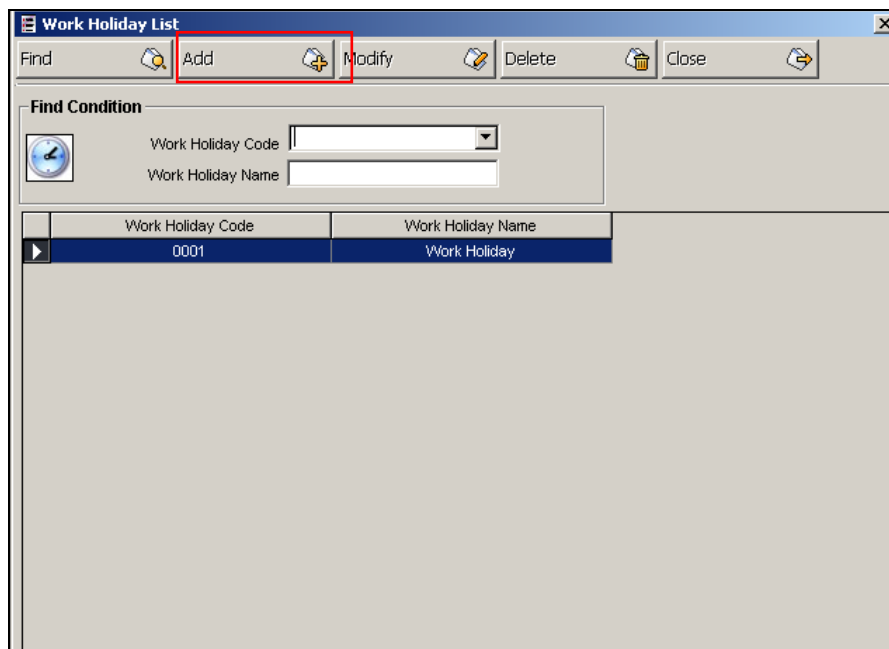 Work Holiday List
Find Add Modify Delete Close
Find Condition
Work Holiday Code
Work Holiday Name
Work Holiday Code Work Holiday Name
0001 Work Holiday